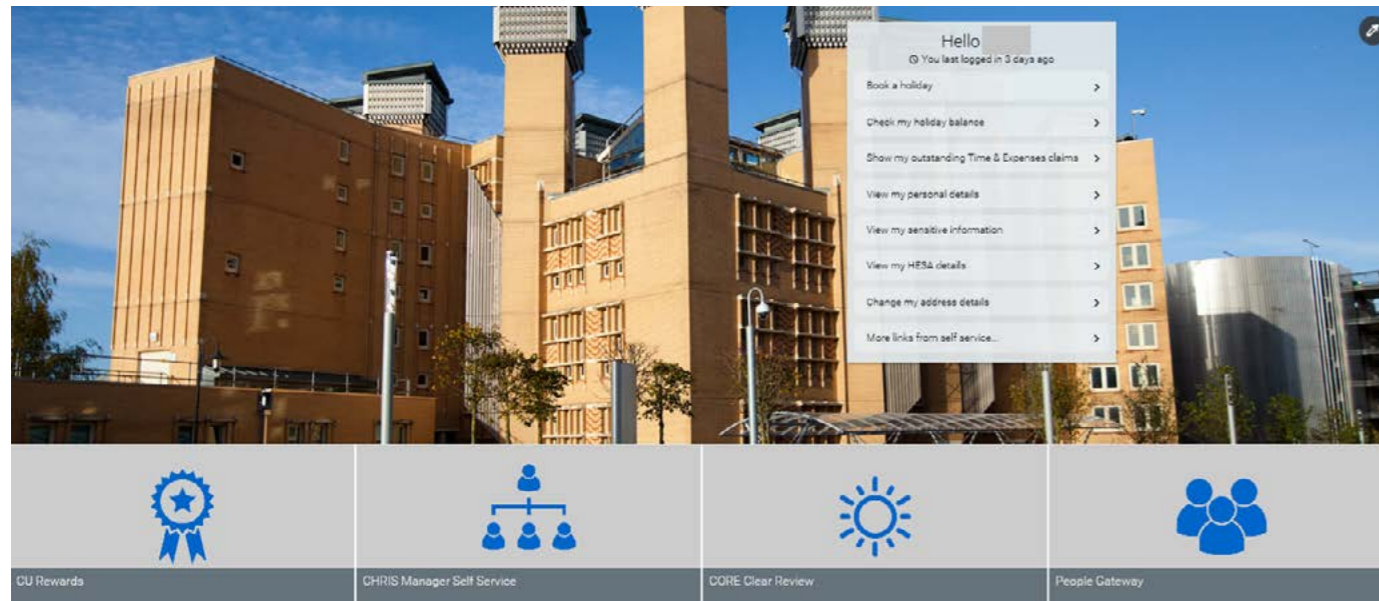 Hello
You last logged in 3 days ago
Book a holiday
Check my holiday balance
Show my outstanding Time & Expenses claims
View my personal details
View my sensitive information
View my HESA details
Change my address details
More links from self service...
CU Rewards
CHRIS Manager Self Service
CORE Clear Review
People Gateway